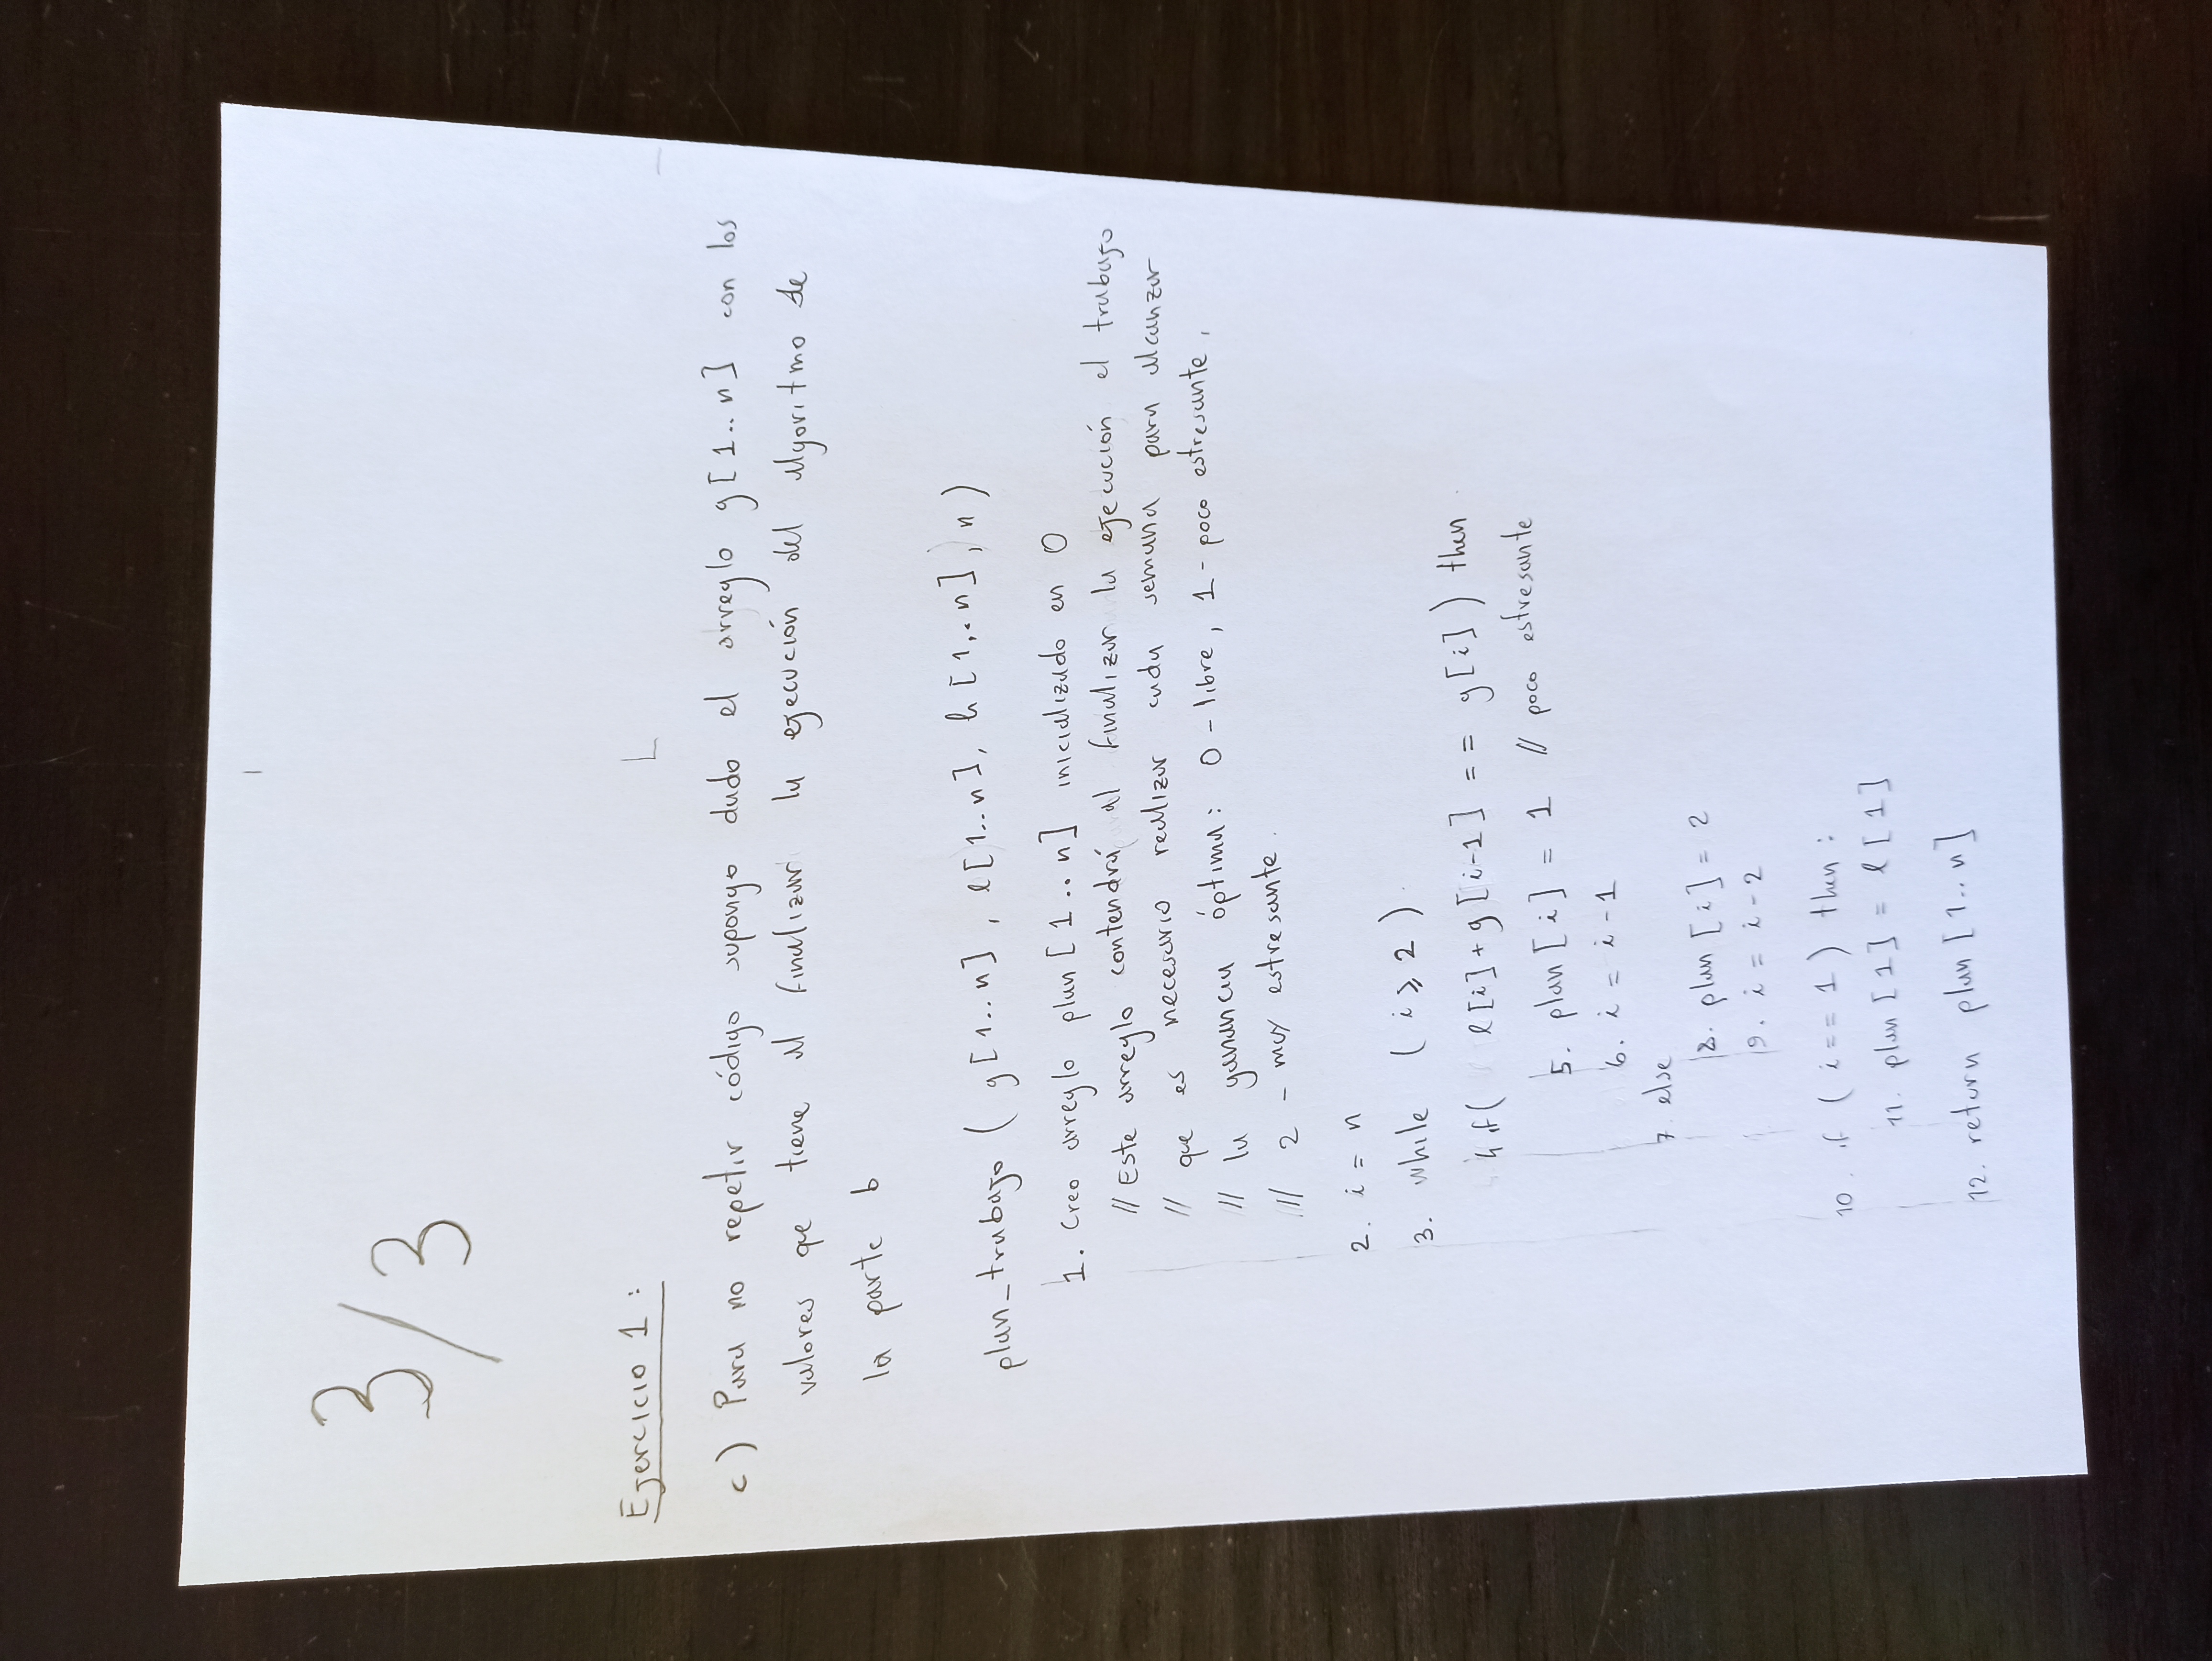 3/3
Ejercicio 1:
c) Para no repetir código supongo dado el arreglo g[1..n] con los
valores que tiene al finalizar la ejecución del algoritmo de
la parte b
plan_trabajo (g[1..n], l[1..n], h[1..n], n)
1. Creo arreglo plan[1..n] inicializado en 0
// Este arreglo contendrá al finalizar la ejecución el trabajo
// que es necesario realizar cada semana para alcanzar
// la ganancia óptima: 0 - libre, 1 - poco estresante,
// 2 - muy estresante.
2. i = n
3. while (i ≥ 2)
4 if( l[i]+g[i-1] == g[i]) then
5. plan[i] = 1 // poco estresante
6. i = i-1
7. else
8. plan[i] = 2
9. i = i-2
10. if (i == 1) then:
11. plan[1] = l[1]
12. return plan[1..n]